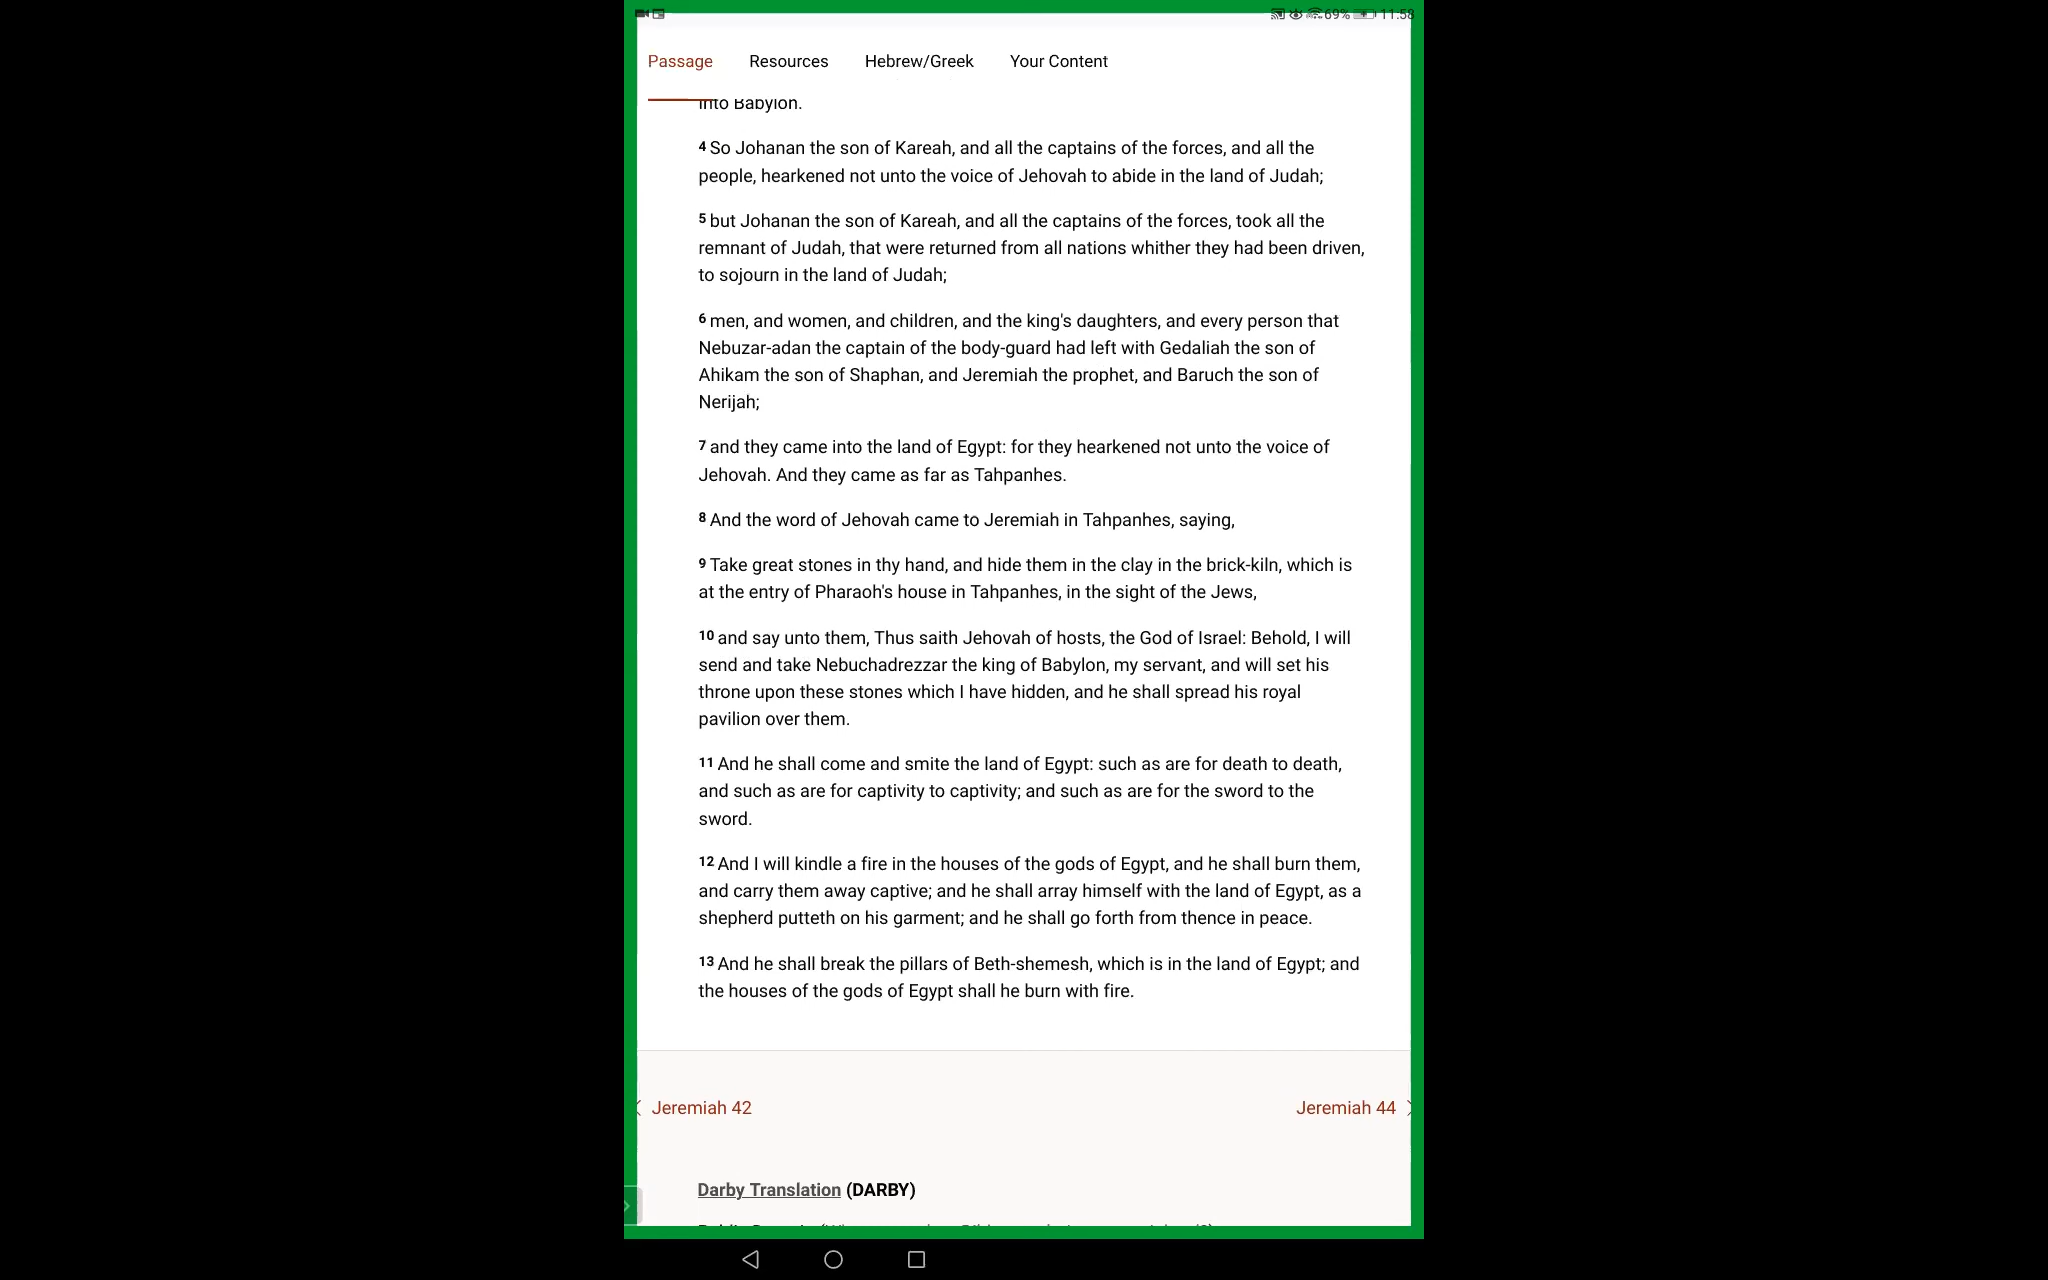 69% 11:58
Passage Resources Hebrew/Greek Your Content
into Babylon.
4 So Johanan the son of Kareah, and all the captains of the forces, and all the
people, hearkened not unto the voice of Jehovah to abide in the land of Judah;
5 but Johanan the son of Kareah, and all the captains of the forces, took all the
remnant of Judah, that were returned from all nations whither they had been driven,
to sojourn in the land of Judah;
6 men, and women, and children, and the king's daughters, and every person that
Nebuzar-adan the captain of the body-guard had left with Gedaliah the son of
Ahikam the son of Shaphan, and Jeremiah the prophet, and Baruch the son of
Nerijah;
7 and they came into the land of Egypt: for they hearkened not unto the voice of
Jehovah. And they came as far as Tahpanhes.
8 And the word of Jehovah came to Jeremiah in Tahpanhes, saying,
9 Take great stones in thy hand, and hide them in the clay in the brick-kiln, which is
at the entry of Pharaoh's house in Tahpanhes, in the sight of the Jews,
10 and say unto them, Thus saith Jehovah of hosts, the God of Israel: Behold, I will
send and take Nebuchadrezzar the king of Babylon, my servant, and will set his
throne upon these stones which I have hidden, and he shall spread his royal
pavilion over them.
11 And he shall come and smite the land of Egypt: such as are for death to death,
and such as are for captivity to captivity; and such as are for the sword to the
sword.
12 And I will kindle a fire in the houses of the gods of Egypt, and he shall burn them,
and carry them away captive; and he shall array himself with the land of Egypt, as a
shepherd putteth on his garment; and he shall go forth from thence in peace.
13 And he shall break the pillars of Beth-shemesh, which is in the land of Egypt; and
the houses of the gods of Egypt shall he burn with fire.
Jeremiah 42 Jeremiah 44
Darby Translation (DARBY)